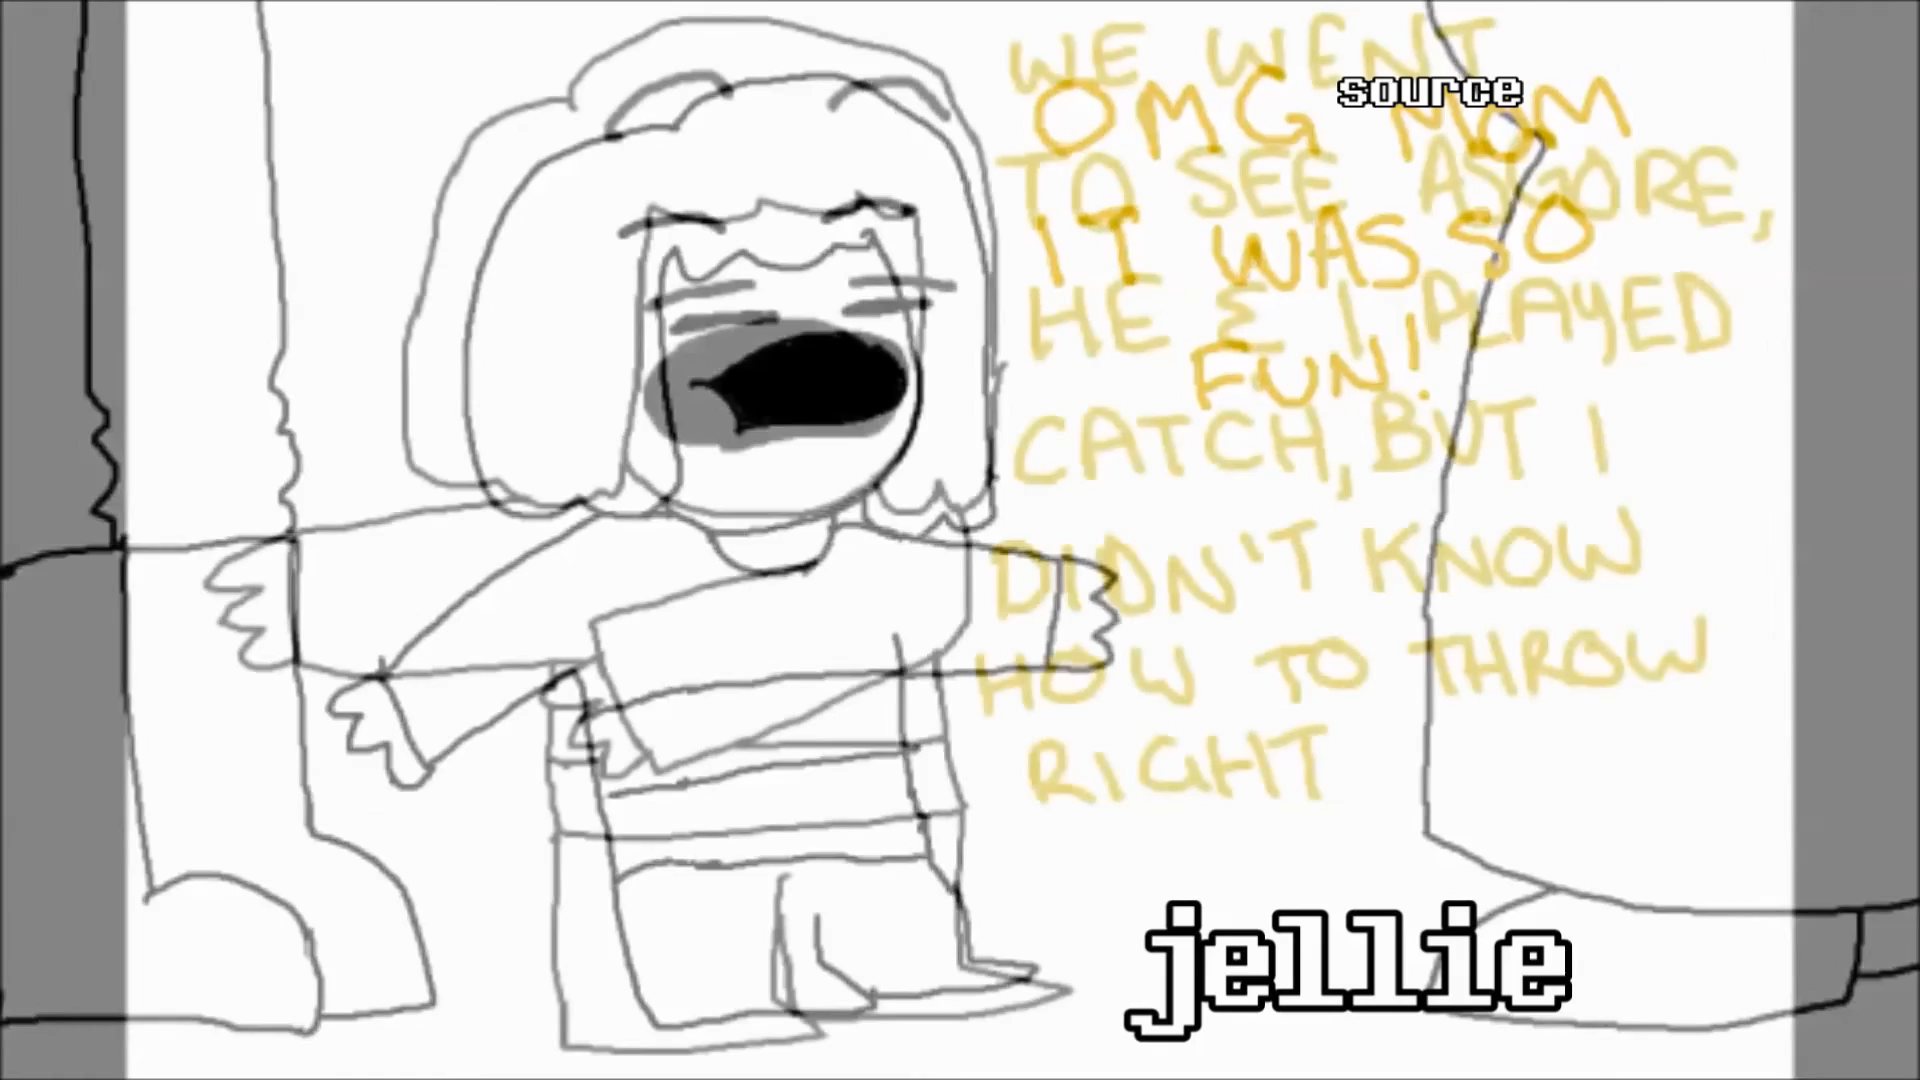 source
OMG MOM
IT WAS SO
FUN!
WE WENT
TO SEE ASGORE,
HE & I PLAYED
CATCH, BUT I
DIDN'T KNOW
HOW TO THROW
RIGHT
jellie